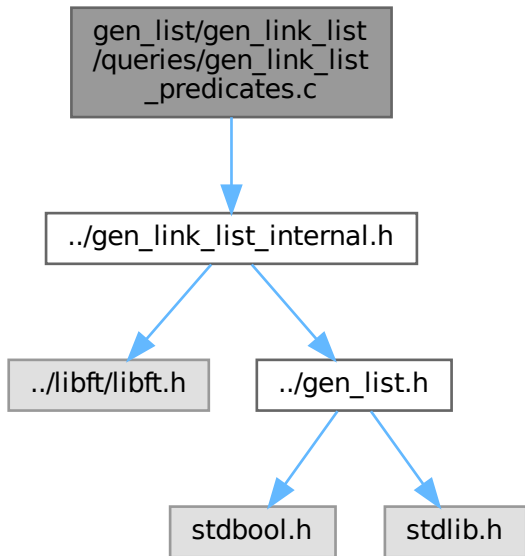 gen_list/gen_link_list
/queries/gen_link_list
_predicates.c
../gen_link_list_internal.h
../libft/libft.h
../gen_list.h
stdbool.h
stdlib.h